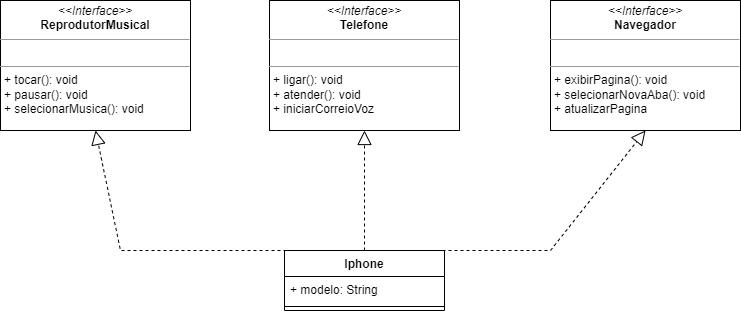 <<Interface>>
ReprodutorMusical
+ tocar(): void
+ pausar(): void
+ selecionarMusica(): void
<<Interface>>
Telefone
+ ligar(): void
+ atender(): void
+ iniciarCorreioVoz
<<Interface>>
Navegador
+ exibirPagina(): void
+ selecionarNovaAba(): void
+ atualizarPagina
Iphone
+ modelo: String